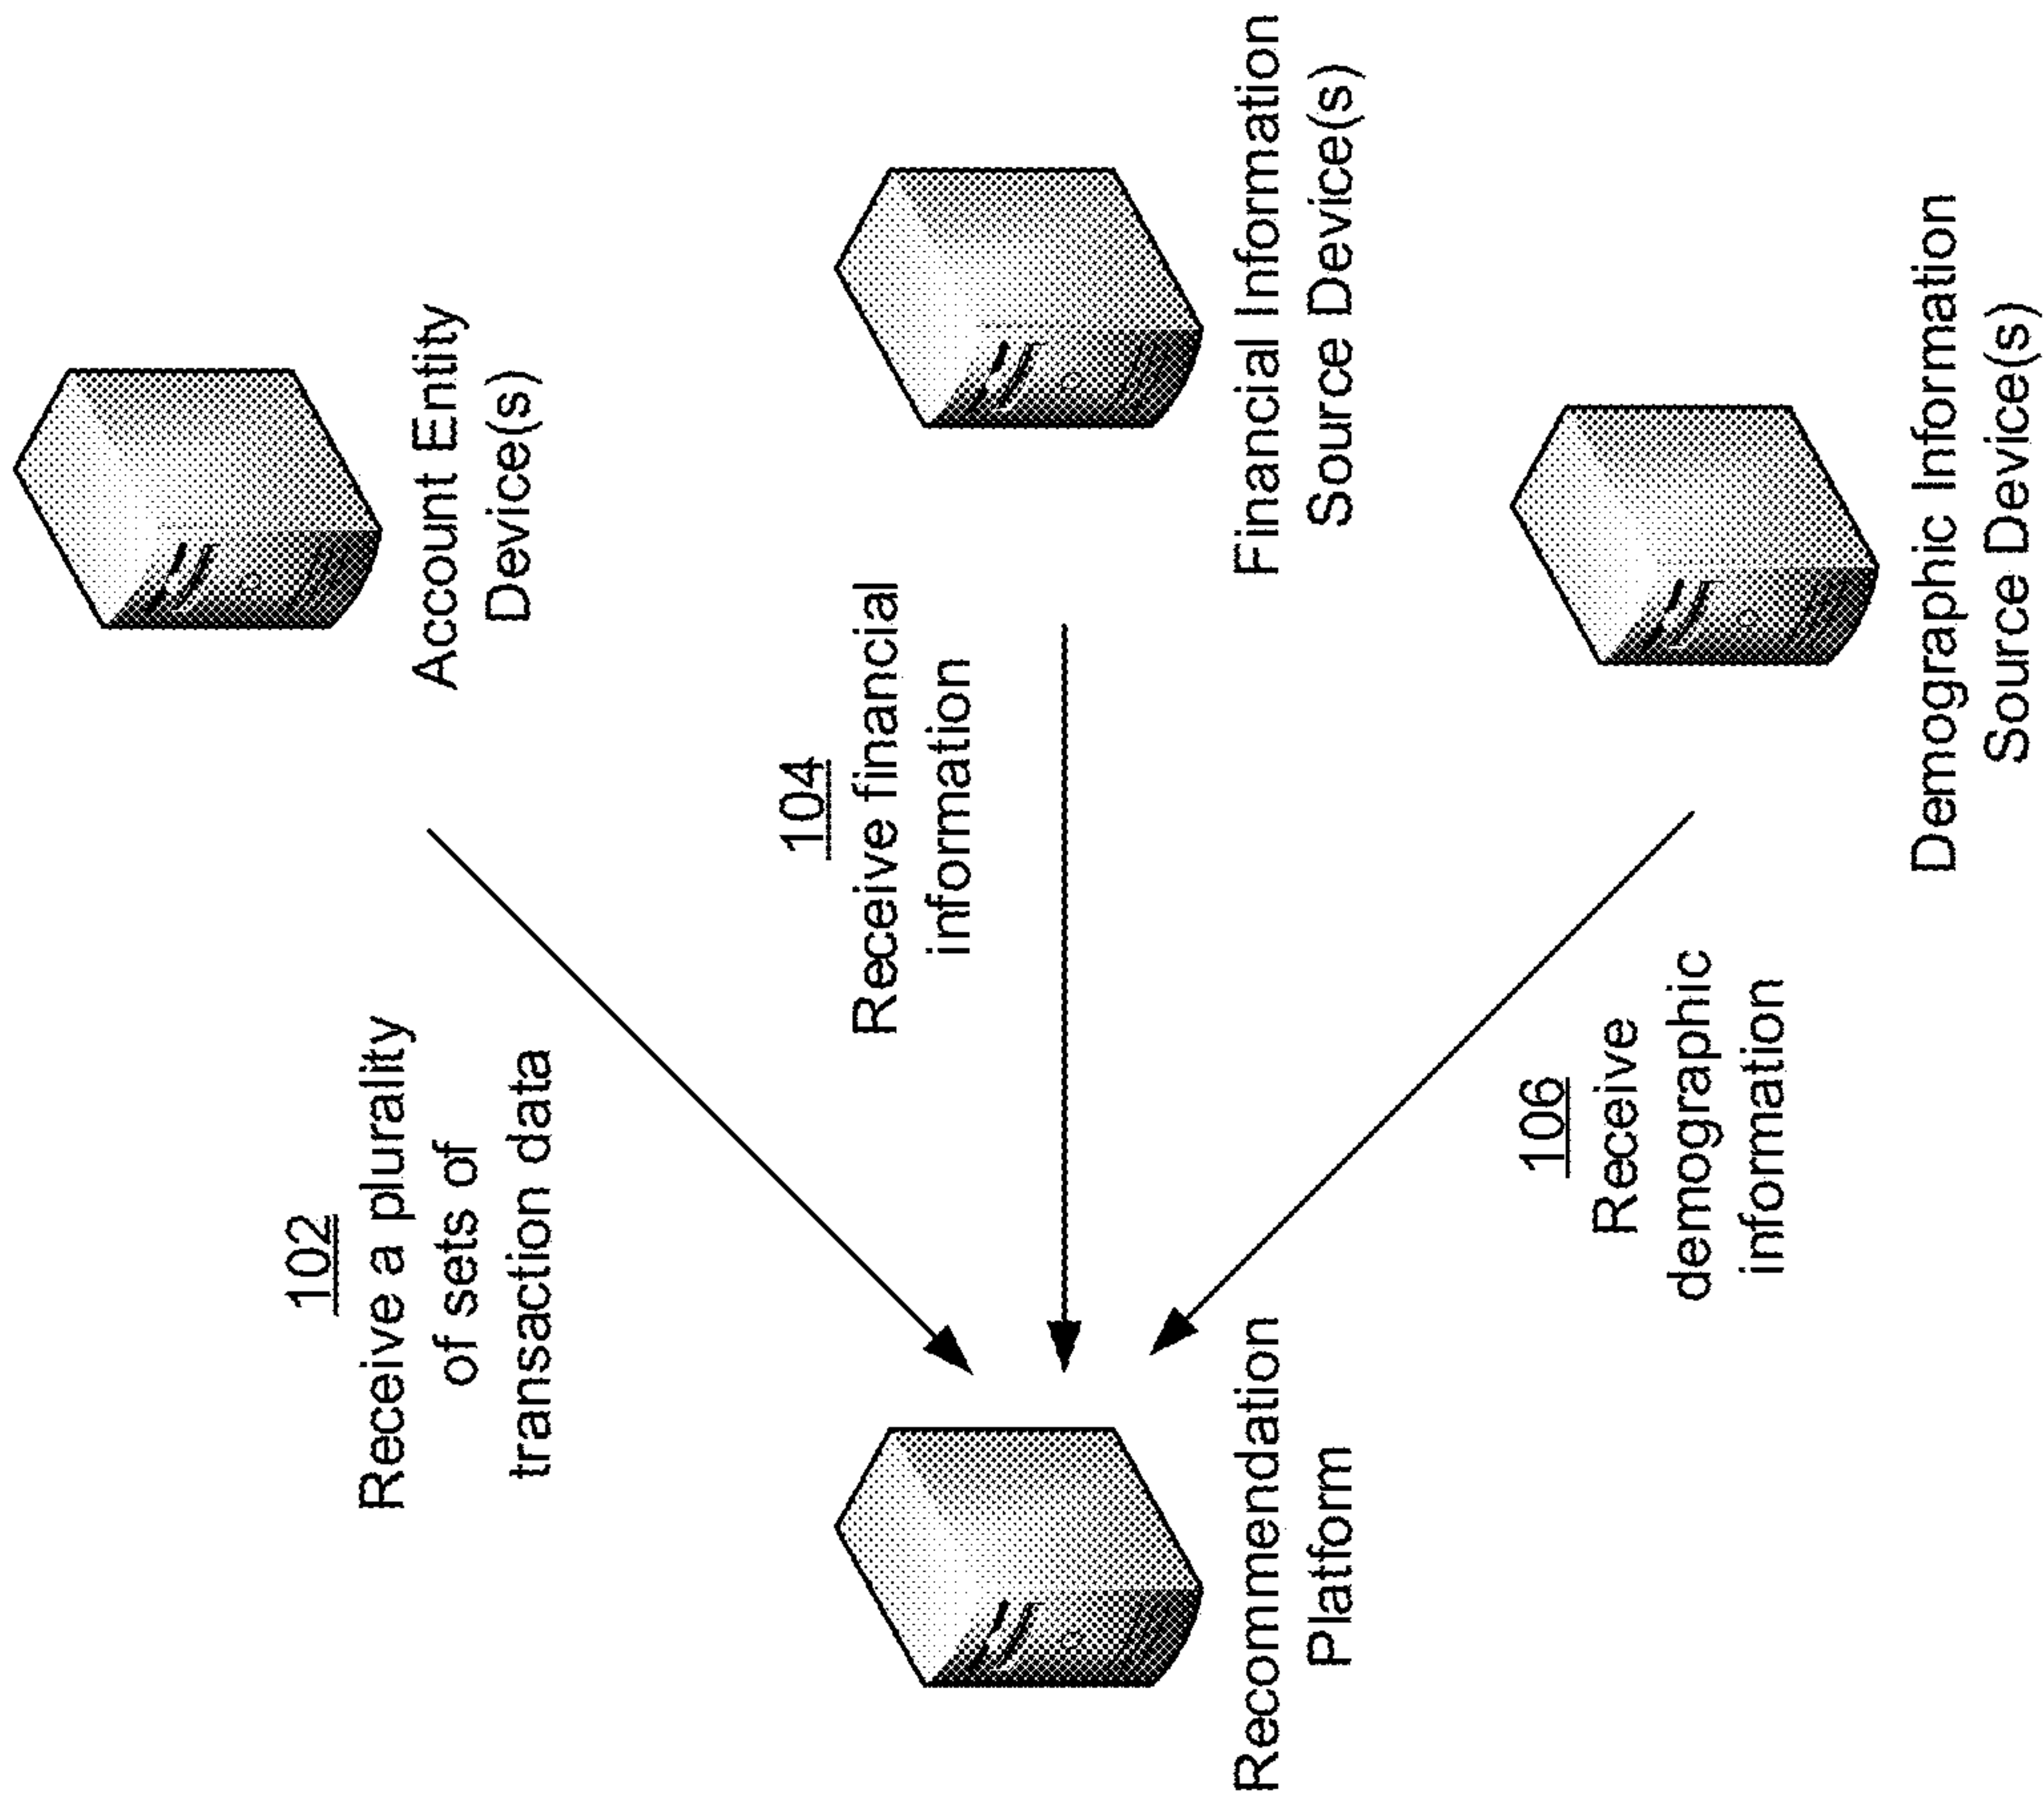 102
Receive a plurality
of sets of
transaction data
Account Entity
Device(s)
104
Receive financial
information
Recommendation
Platform
Financial Information
Source Device(s)
106
Receive
demographic
information
Demographic Information
Source Device(s)